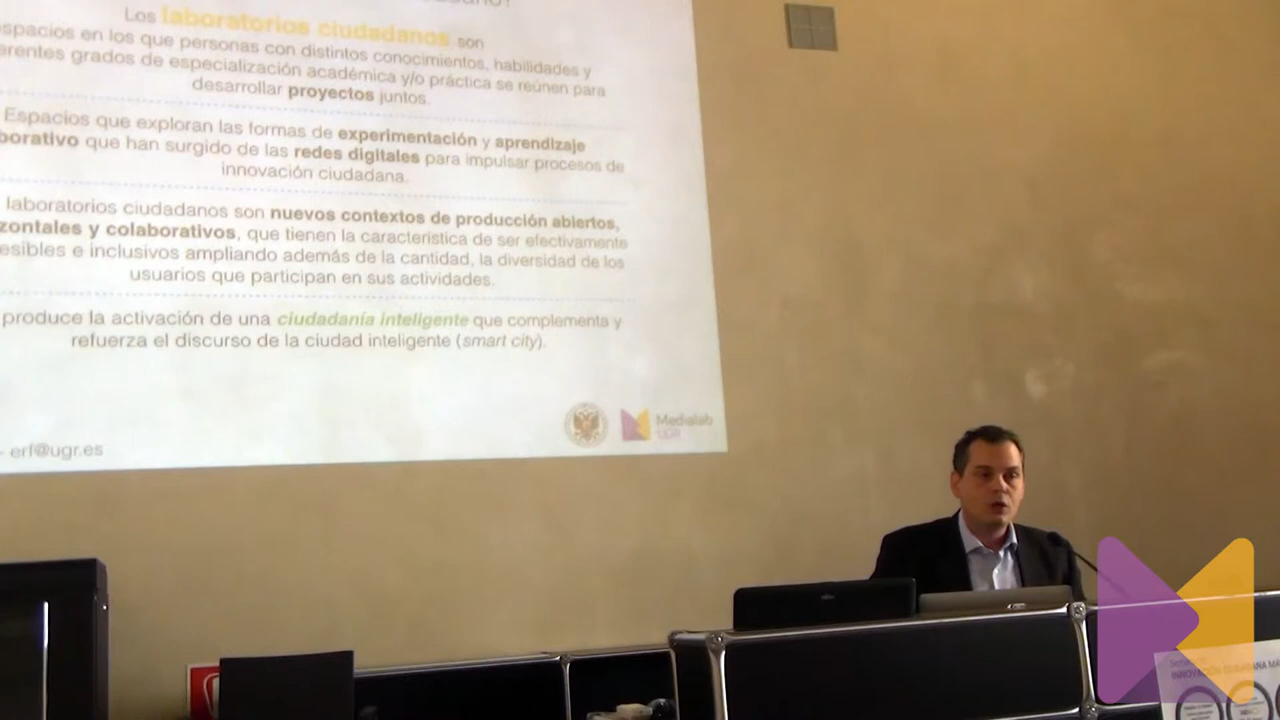 Los laboratorios ciudadanos son
espacios en los que personas con distintos conocimientos, habilidades y
erentes grados de especialización académica y/o práctica se reúnen para
desarrollar proyectos juntos.
Espacios que exploran las formas de experimentación y aprendizaje
borativo que han surgido de las redes digitales para impulsar procesos de
innovación ciudadana.
laboratorios ciudadanos son nuevos contextos de producción abiertos,
zontales y colaborativos, que tienen la característica de ser efectivamente
esibles e inclusivos ampliando además de la cantidad, la diversidad de los
usuarios que participan en sus actividades.
produce la activación de una ciudadanía inteligente que complementa y
refuerza el discurso de la ciudad inteligente (smart city).
- erf@ugr.es
Medialab
UGR
INNOVACIÓN CIUDADANA